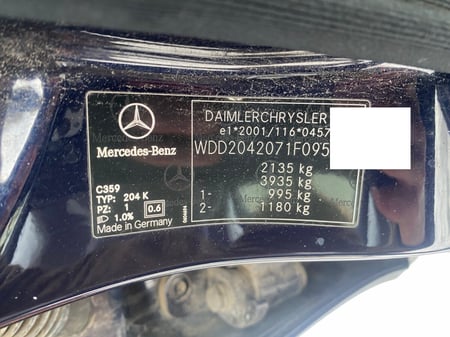 DAIMLERCHRYSLER
e1*2001/116*0457
WDD2042071F095
2135 kg
3935 kg
1- 995 kg
2- 1180 kg
Mercedes-Benz
C359
TYP: 204 K
PZ: 1 0.6
1.0%
Made in Germany